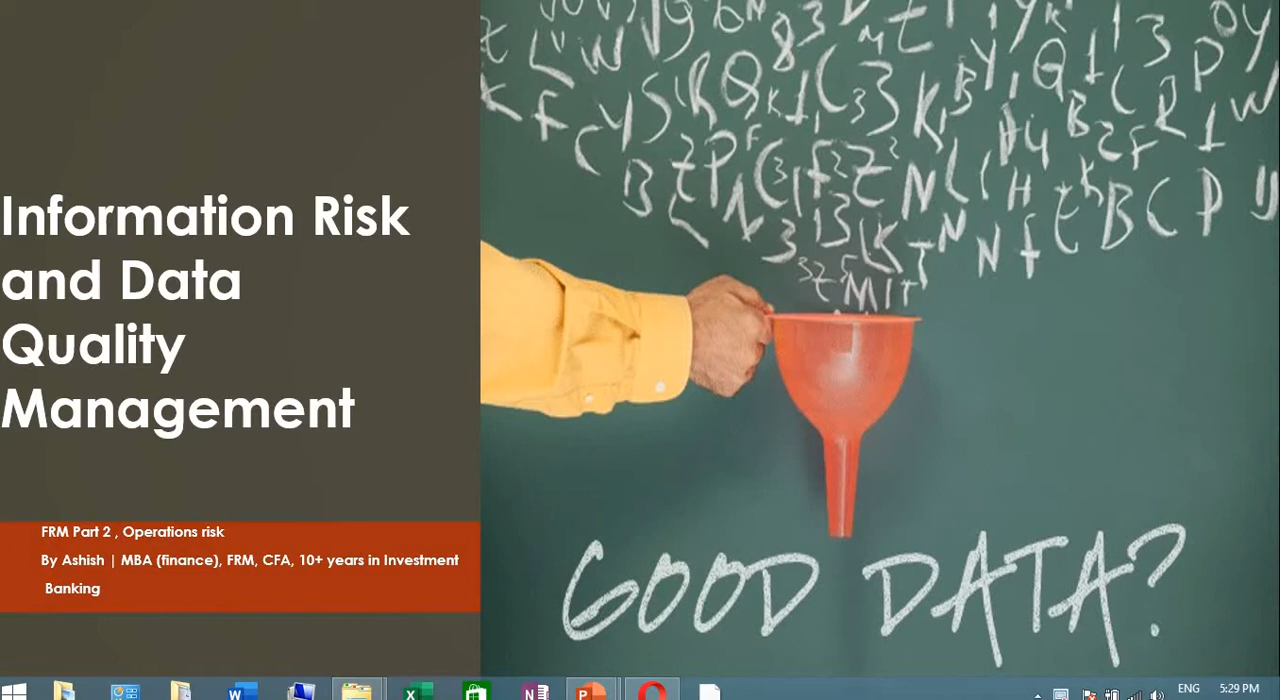 Information Risk
and Data
Quality
Management
FRM Part 2 , Operations risk
By Ashish | MBA (finance), FRM, CFA, 10+ years in Investment
Banking
GOOD DATA?
ENG
5:29 PM